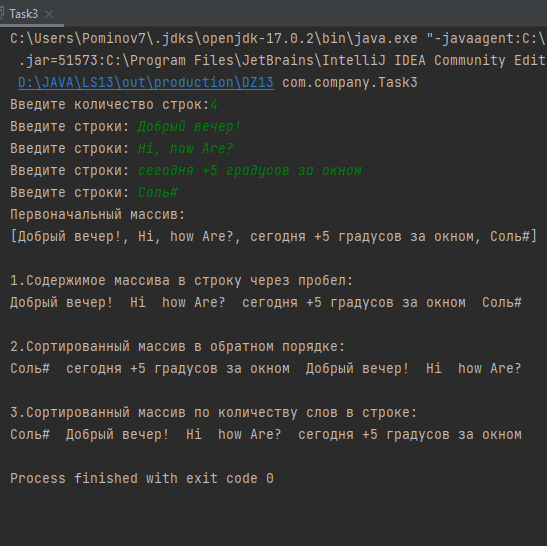 Task3
C:\Users\Pominov7\.jdks\openjdk-17.0.2\bin\java.exe "-javaagent:C:\
.jar=51573:C:\Program Files\JetBrains\IntelliJ IDEA Community Edit
D:\JAVA\LS13\out\production\DZ13 com.company.Task3
Введите количество строк:4
Введите строки: Добрый вечер!
Введите строки: Hi, how Are?
Введите строки: сегодня +5 градусов за окном
Введите строки: Соль#
Первоначальный массив:
[Добрый вечер!, Hi, how Are?, сегодня +5 градусов за окном, Соль#]
1.Содержимое массива в строку через пробел:
Добрый вечер!  Hi  how Are?  сегодня +5 градусов за окном  Соль#
2.Сортированный массив в обратном порядке:
Соль#  сегодня +5 градусов за окном  Добрый вечер!  Hi  how Are?
3.Сортированный массив по количеству слов в строке:
Соль#  Добрый вечер!  Hi  how Are?  сегодня +5 градусов за окном
Process finished with exit code 0